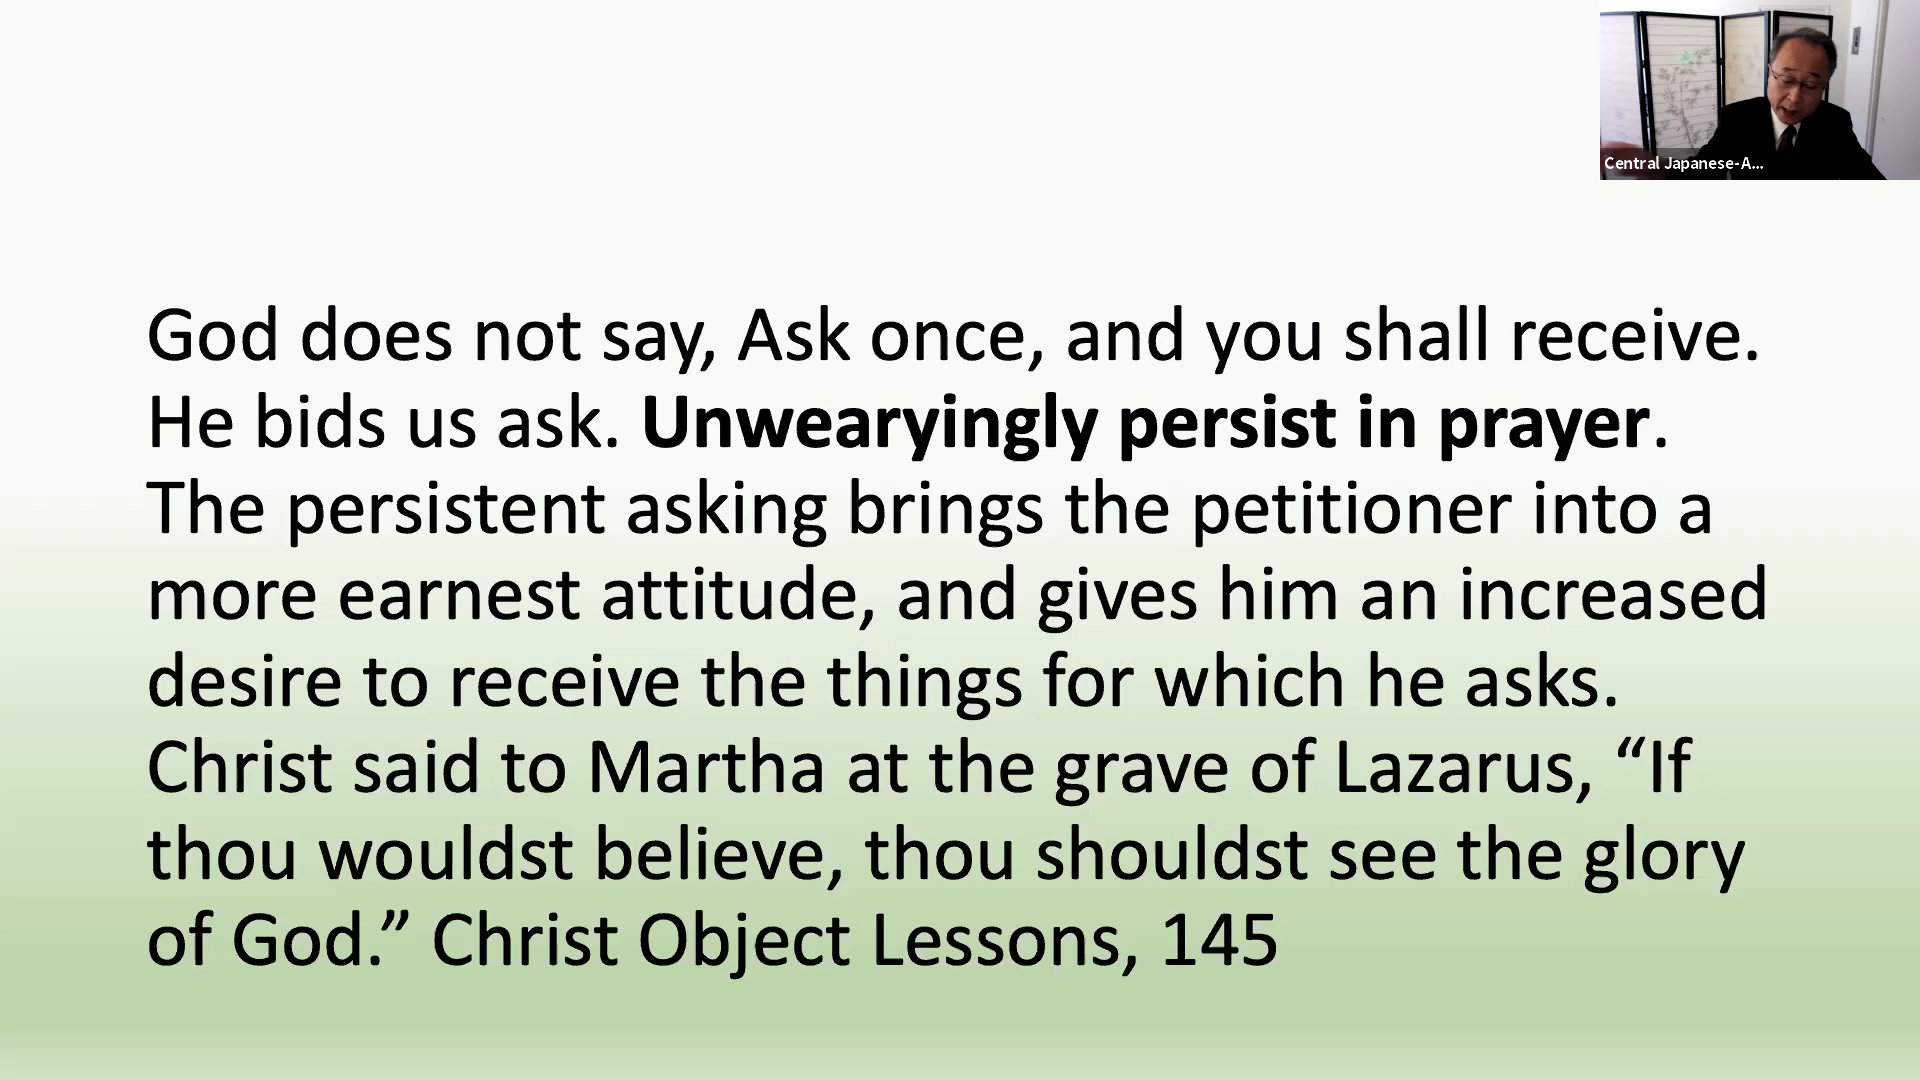 Central Japanese-A...
God does not say, Ask once, and you shall receive.
He bids us ask. Unwearyingly persist in prayer.
The persistent asking brings the petitioner into a
more earnest attitude, and gives him an increased
desire to receive the things for which he asks.
Christ said to Martha at the grave of Lazarus, “If
thou wouldst believe, thou shouldst see the glory
of God.” Christ Object Lessons, 145